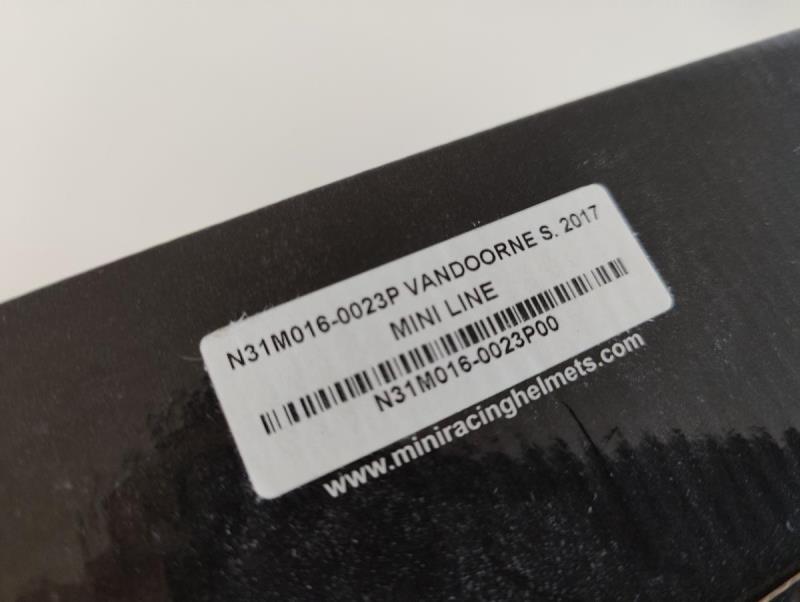 N31M016-0023P VANDOORNE S. 2017
MINI LINE
N31M016-0023P00
www.miniracinghelmets.com